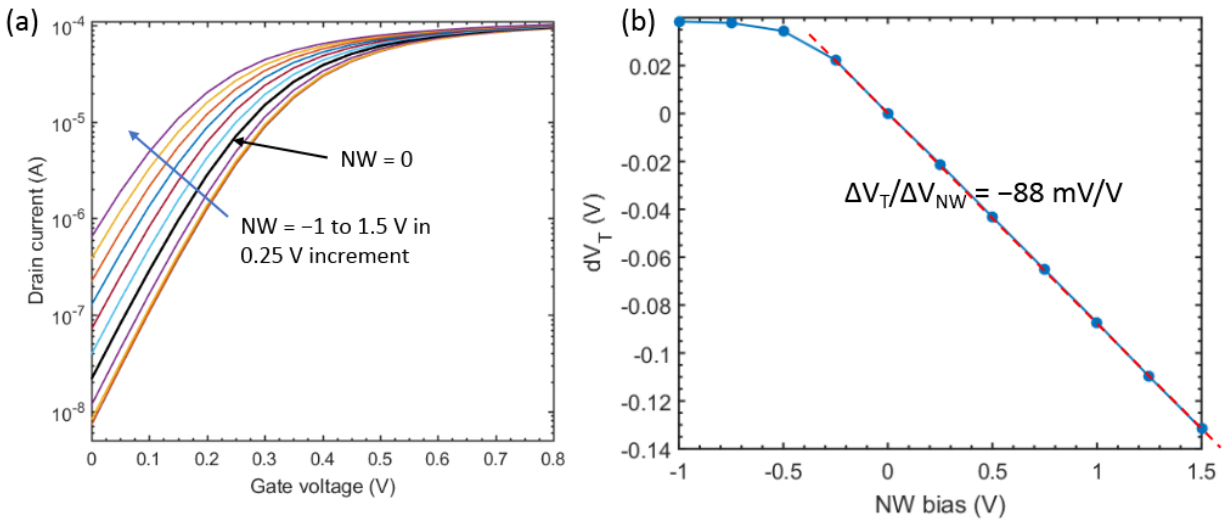 (a)
10⁻⁴
10⁻⁵
10⁻⁶
10⁻⁷
10⁻⁸
Drain current (A)
NW = 0
NW = −1 to 1.5 V in
0.25 V increment
0 0.1 0.2 0.3 0.4 0.5 0.6 0.7 0.8
Gate voltage (V)
(b)
0.02
0
-0.02
-0.04
-0.06
-0.08
-0.1
-0.12
-0.14
dV_T (V)
ΔV_T/ΔV_NW = −88 mV/V
-1 -0.5 0 0.5 1 1.5
NW bias (V)